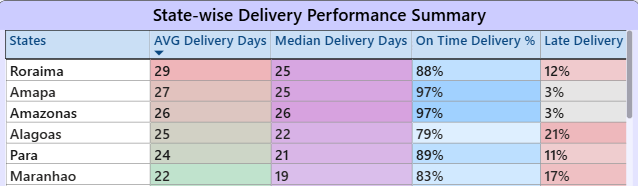 State-wise Delivery Performance Summary
States AVG Delivery Days Median Delivery Days On Time Delivery % Late Delivery
Roraima 29 25 88% 12%
Amapa 27 25 97% 3%
Amazonas 26 26 97% 3%
Alagoas 25 22 79% 21%
Para 24 21 89% 11%
Maranhao 22 19 83% 17%